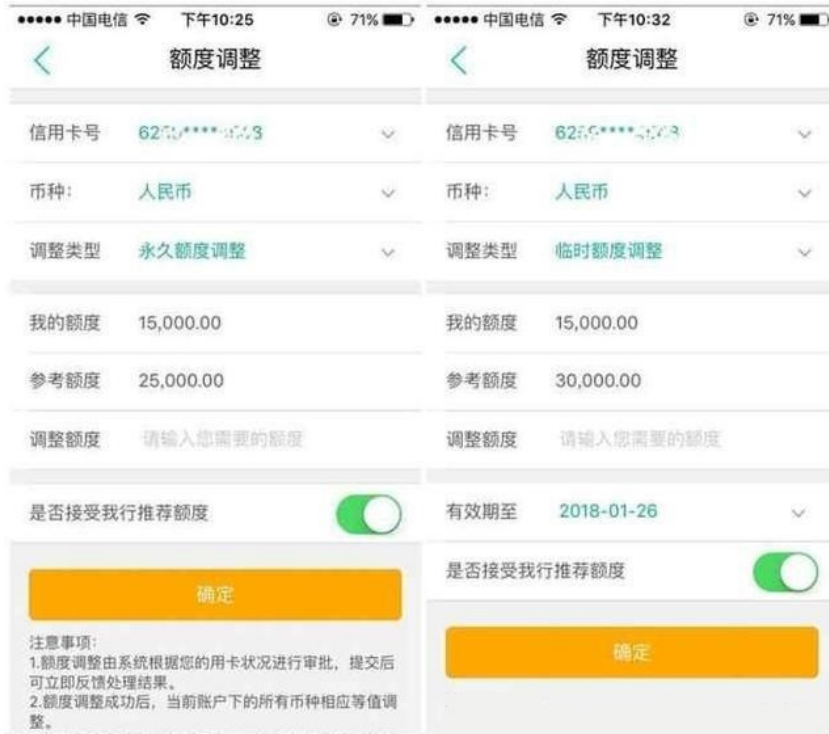 中国电信 下午10:25 71%
额度调整
信用卡号
币种: 人民币
调整类型 永久额度调整
我的额度 15,000.00
参考额度 25,000.00
调整额度 请输入您需要的额度
是否接受我行推荐额度
确定
注意事项:
1.额度调整由系统根据您的用卡状况进行审批，提交后
可立即反馈处理结果。
2.额度调整成功后，当前账户下的所有币种相应等值调
整。
中国电信 下午10:32 71%
额度调整
信用卡号
币种: 人民币
调整类型 临时额度调整
我的额度 15,000.00
参考额度 30,000.00
调整额度 请输入您需要的额度
有效期至 2018-01-26
是否接受我行推荐额度
确定